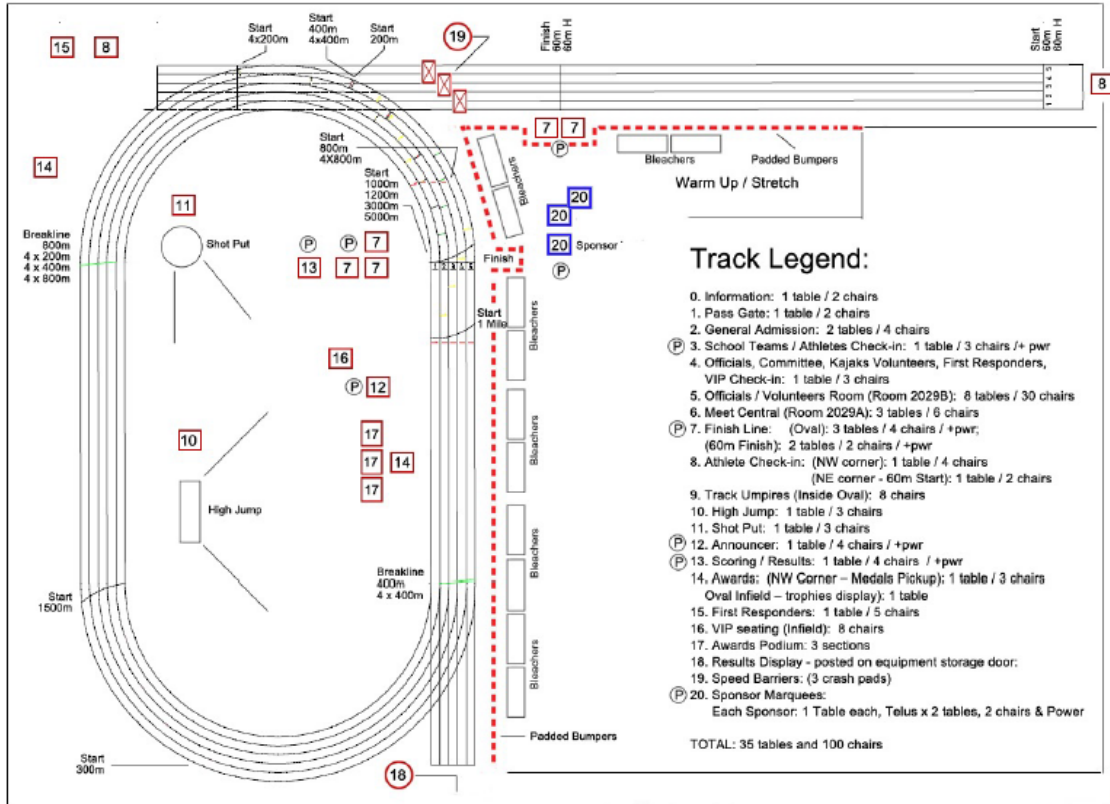 15
8
Start
4x200m
Start
400m
4x400m
Start
200m
19
Finish
60m
60m H
Start
60m
60m H
1 2 3 4 5
8
14
11
Shot Put
Breakline
800m
4 x 200m
4 x 400m
4 x 800m
Start
800m
4X800m
Start
1000m
1200m
3000m
5000m
7
7
P
Bleachers
Bleachers
Padded Bumpers
Warm Up / Stretch
20
20
20
Sponsor
P
P
P
7
13
7
7
Finish
Start
1 Mile
Bleachers
16
P
12
10
17
17
14
17
Bleachers
High Jump
Bleachers
Breakline
400m
4 x 400m
Start
1500m
Bleachers
Start
300m
18
Padded Bumpers
Track Legend:
0. Information: 1 table / 2 chairs
1. Pass Gate: 1 table / 2 chairs
2. General Admission: 2 tables / 4 chairs
P 3. School Teams / Athletes Check-in: 1 table / 3 chairs /+ pwr
4. Officials, Committee, Kajaks Volunteers, First Responders,
VIP Check-in: 1 table / 3 chairs
5. Officials / Volunteers Room (Room 2029B): 8 tables / 30 chairs
6. Meet Central (Room 2029A): 3 tables / 6 chairs
P 7. Finish Line: (Oval): 3 tables / 4 chairs / +pwr;
(60m Finish): 2 tables / 2 chairs / +pwr
8. Athlete Check-in: (NW corner): 1 table / 4 chairs
(NE corner - 60m Start): 1 table / 2 chairs
9. Track Umpires (Inside Oval): 8 chairs
10. High Jump: 1 table / 3 chairs
11. Shot Put: 1 table / 3 chairs
P 12. Announcer: 1 table / 4 chairs / +pwr
P 13. Scoring / Results: 1 table / 4 chairs / +pwr
14. Awards: (NW Corner – Medals Pickup): 1 table / 3 chairs
Oval Infield – trophies display): 1 table
15. First Responders: 1 table / 5 chairs
16. VIP seating (Infield): 8 chairs
17. Awards Podium: 3 sections
18. Results Display - posted on equipment storage door:
19. Speed Barriers: (3 crash pads)
P 20. Sponsor Marquees:
Each Sponsor: 1 Table each, Telus x 2 tables, 2 chairs & Power
TOTAL: 35 tables and 100 chairs